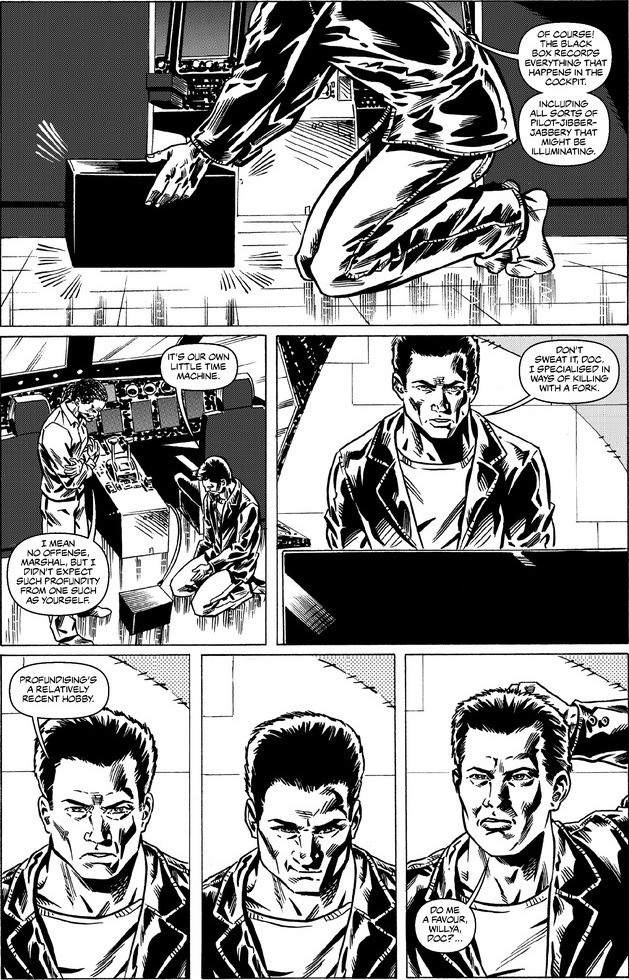 OF COURSE!
THE BLACK
BOX RECORDS
EVERYTHING THAT
HAPPENS IN THE
COCKPIT.
INCLUDING
ALL SORTS OF
PILOT-JIBBER-
JABBERY THAT
MIGHT BE
ILLUMINATING.
IT'S OUR OWN
LITTLE TIME
MACHINE.
I MEAN
NO OFFENSE,
MARSHAL, BUT I
DIDN'T EXPECT
SUCH PROFUNDITY
FROM ONE SUCH
AS YOURSELF.
DON'T
SWEAT IT, DOC.
I SPECIALISED IN
WAYS OF KILLING
WITH A FORK.
PROFUNDISING'S
A RELATIVELY
RECENT HOBBY.
DO ME
A FAVOUR,
WILLYA,
DOC?...